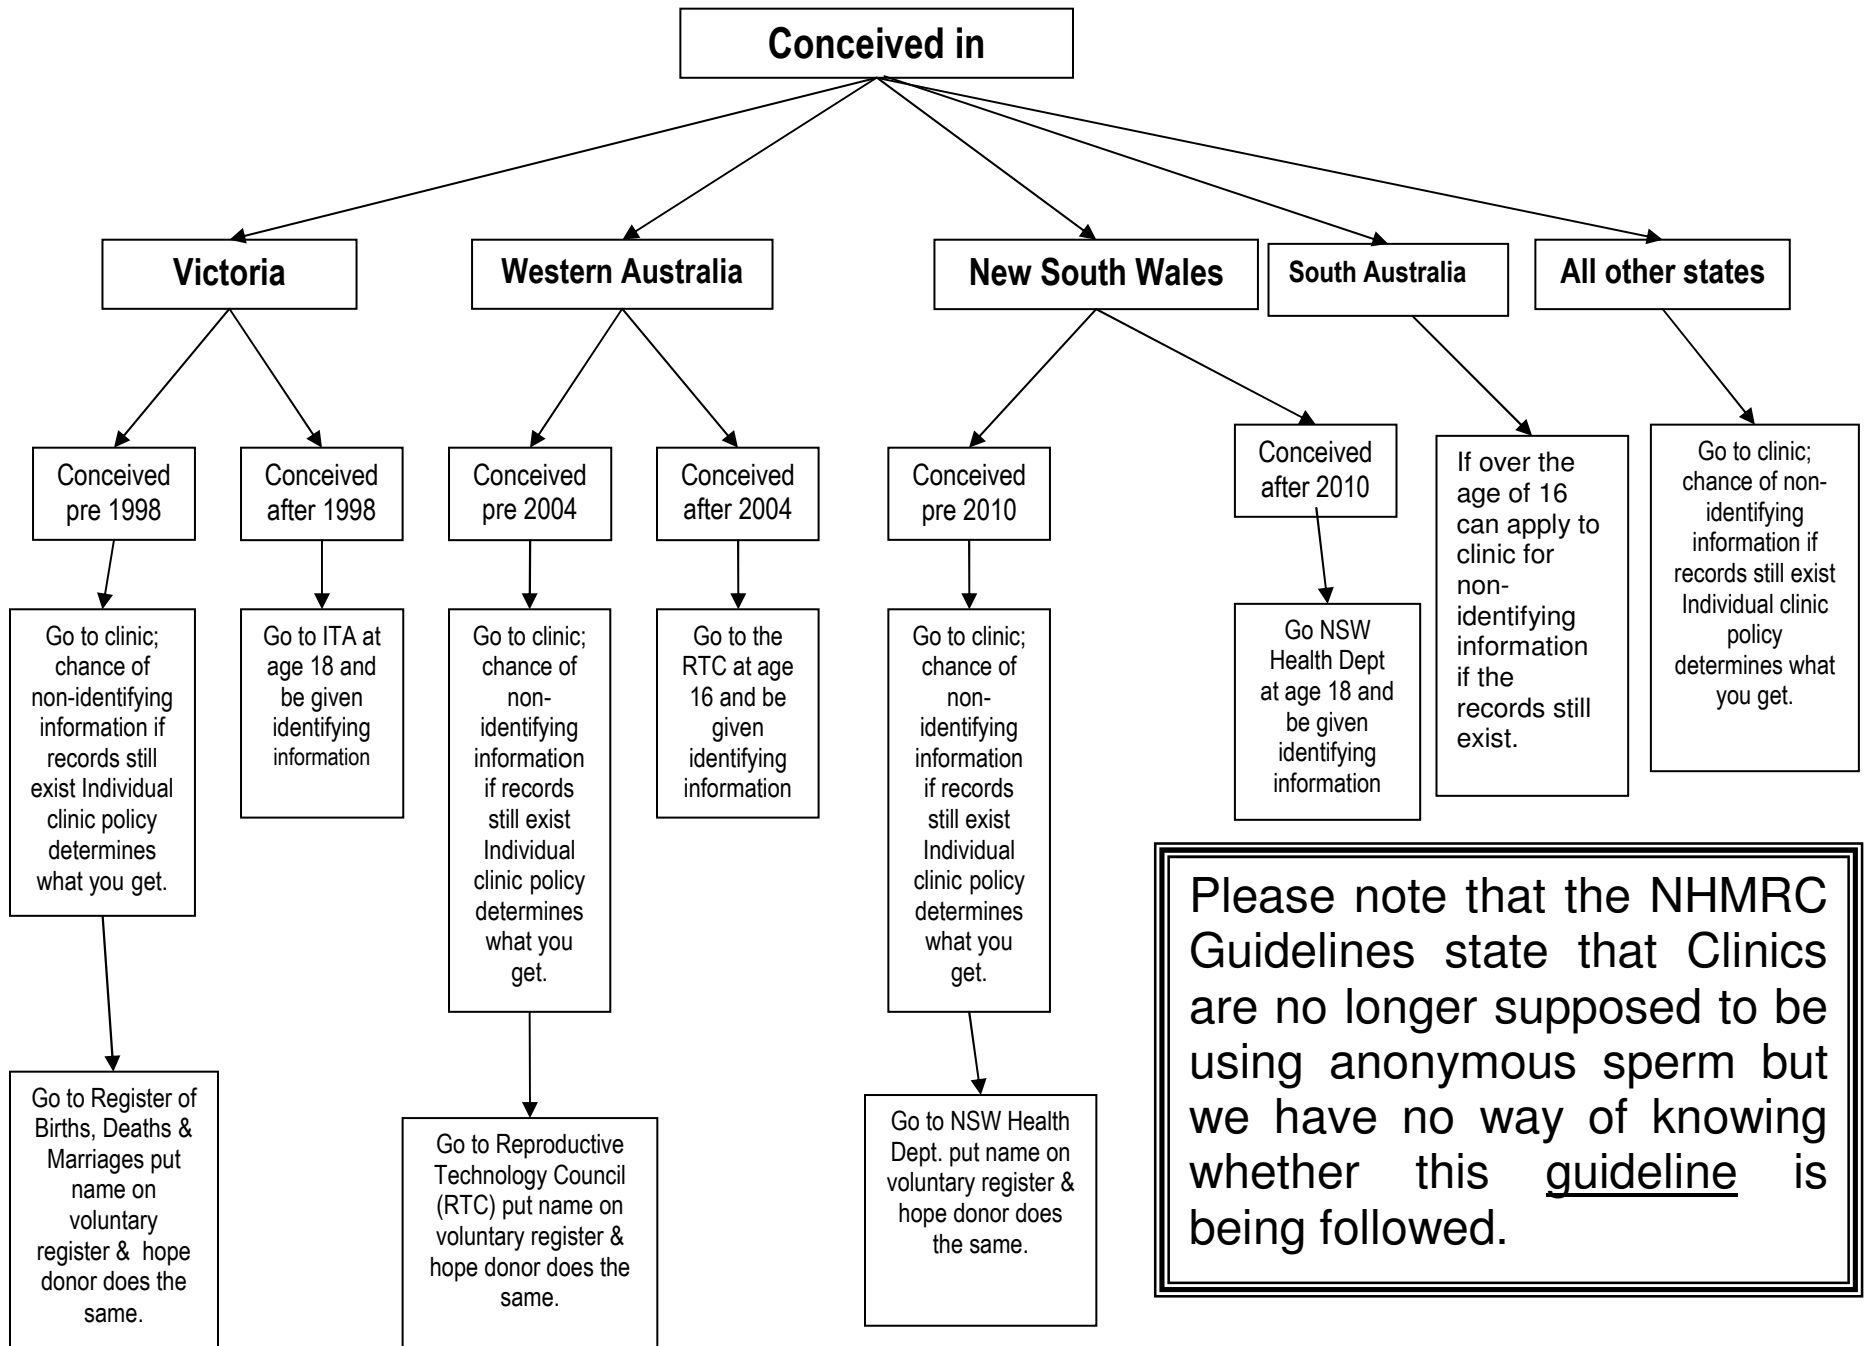 Conceived in
Victoria
Western Australia
New South Wales
South Australia
All other states
Conceived
pre 1998
Conceived
after 1998
Conceived
pre 2004
Conceived
after 2004
Conceived
pre 2010
Conceived
after 2010
If over the
age of 16
can apply to
clinic for
non-
identifying
information
if the
records still
exist.
Go to clinic;
chance of non-
identifying
information if
records still exist
Individual clinic
policy
determines what
you get.
Go to clinic;
chance of
non-identifying
information if
records still
exist Individual
clinic policy
determines
what you get.
Go to ITA at
age 18 and
be given
identifying
information
Go to clinic;
chance of
non-
identifying
information
if records
still exist
Individual
clinic policy
determines
what you
get.
Go to the
RTC at age
16 and be
given
identifying
information
Go to clinic;
chance of
non-
identifying
information
if records
still exist
Individual
clinic policy
determines
what you
get.
Go NSW
Health Dept
at age 18 and
be given
identifying
information
Go to Register of
Births, Deaths &
Marriages put
name on
voluntary
register & hope
donor does the
same.
Go to Reproductive
Technology Council
(RTC) put name on
voluntary register &
hope donor does the
same.
Go to NSW Health
Dept. put name on
voluntary register &
hope donor does
the same.
Please note that the NHMRC
Guidelines state that Clinics
are no longer supposed to be
using anonymous sperm but
we have no way of knowing
whether this guideline is
being followed.